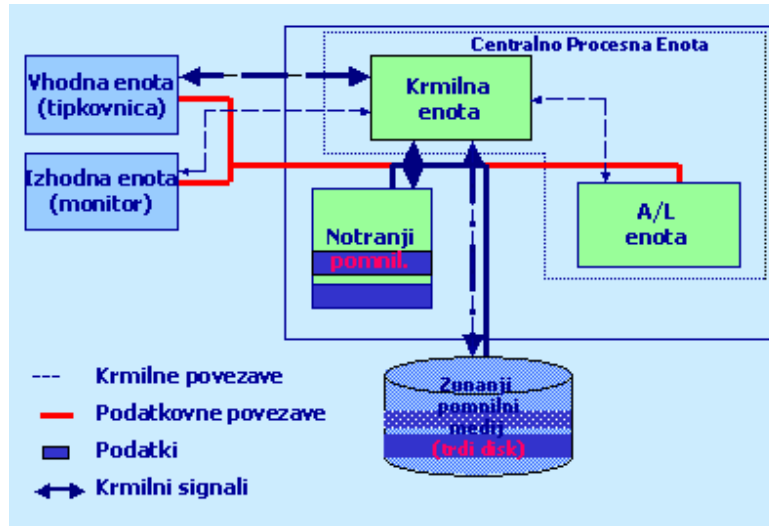 Centralno Procesna Enota
Vhodna enota
(tipkovnica)
Krmilna
enota
Izhodna enota
(monitor)
Notranji
pomnil.
A/L
enota
Zunanji
pomnilni
medij
(trdi disk)
Krmilne povezave
Podatkovne povezave
Podatki
Krmilni signali